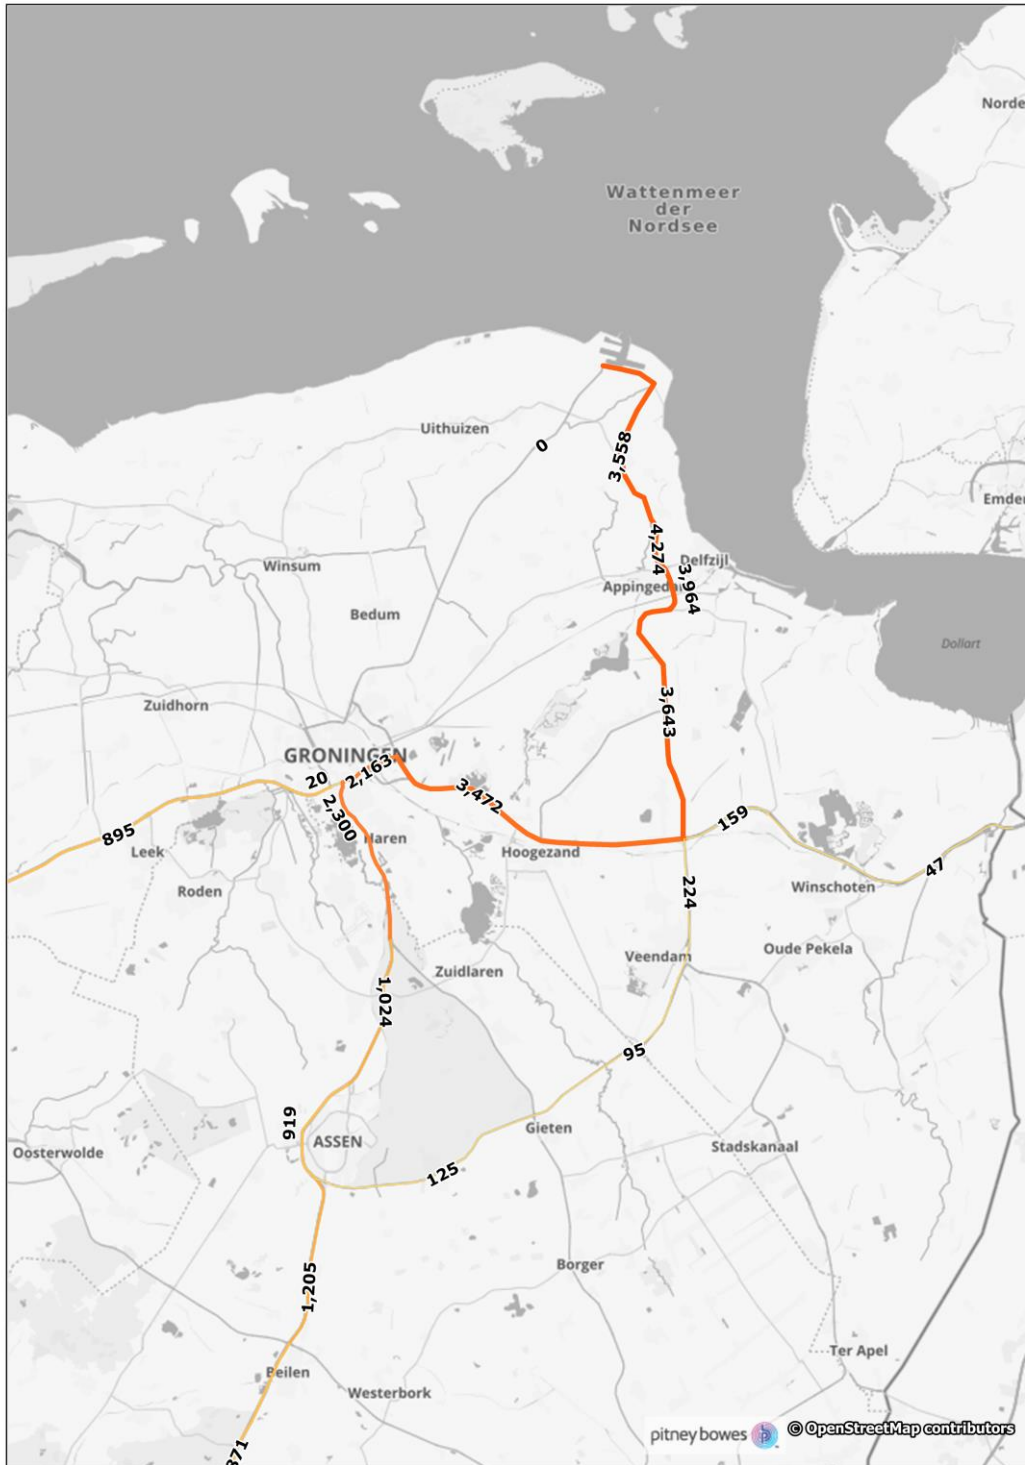 Norde
Wattenmeer
der
Nordsee
Uithuizen
0
3,558
Emde
4,274
Delfzijl
Winsum
3,964
Bedum
Dollart
Zuidhorn
3,643
GRONINGEN
20
2,163
3,472
2,300
159
895
Haren
Leek
Hoogezand
47
Roden
224
Winschoten
Veendam
Oude Pekela
Zuidlaren
1,024
95
919
ASSEN
Gieten
Oosterwolde
Stadskanaal
125
Borger
1,205
Ter Apel
Beilen
Westerbork
pitney bowes
© OpenStreetMap contributors